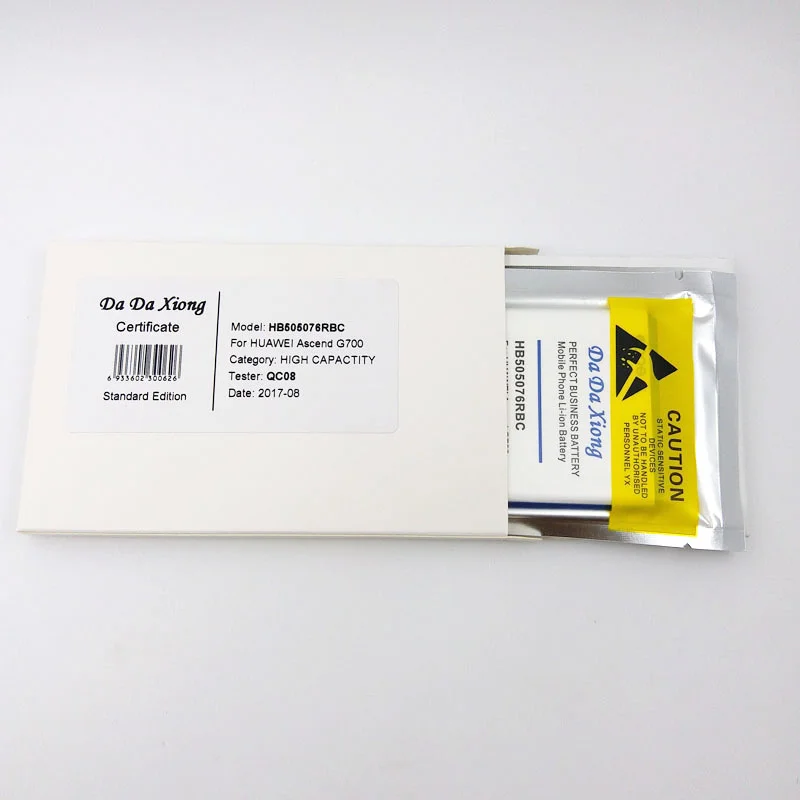 Da Da Xiong
Certificate
6 933602 300626
Standard Edition
Model: HB505076RBC
For HUAWEI Ascend G700
Category: HIGH CAPACTITY
Tester: QC08
Date: 2017-08
Da Da Xiong
PERFECT BUSINESS BATTERY
Mobile Phone Li-ion Battery
HB505076RBC
CAUTION
STATIC SENSITIVE
DEVICES
NOT TO BE HANDLED
BY UNAUTHORISED
PERSONNEL YX